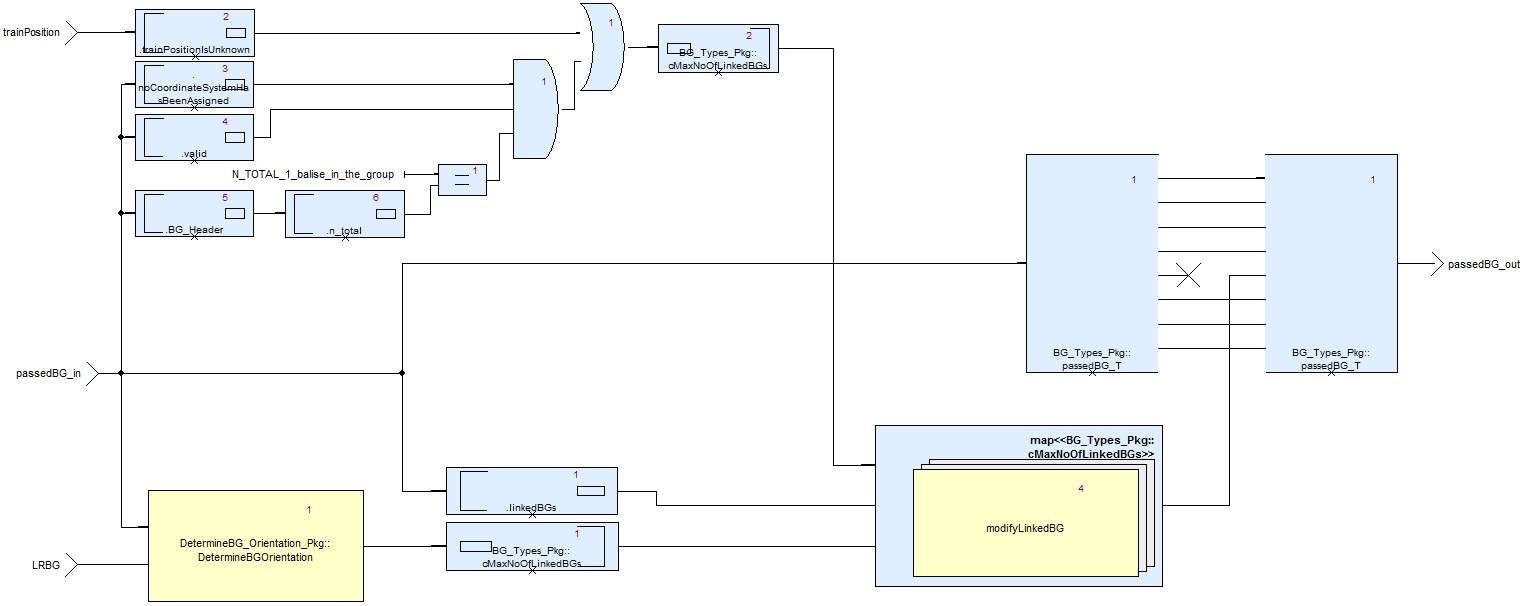 trainPosition
2
.trainPositionIsUnknown
3
.
noCoordinateSystemHa
sBeenAssigned
4
.valid
N_TOTAL_1_balise_in_the_group
1
5
.BG_Header
6
.n_total
1
1
2
BG_Types_Pkg::
cMaxNoOfLinkedBGs
passedBG_in
LRBG
1
DetermineBG_Orientation_Pkg::
DetermineBGOrientation
1
.linkedBGs
1
BG_Types_Pkg::
cMaxNoOfLinkedBGs
map<<BG_Types_Pkg::
cMaxNoOfLinkedBGs>>
4
modifyLinkedBG
1
BG_Types_Pkg::
passedBG_T
1
BG_Types_Pkg::
passedBG_T
passedBG_out